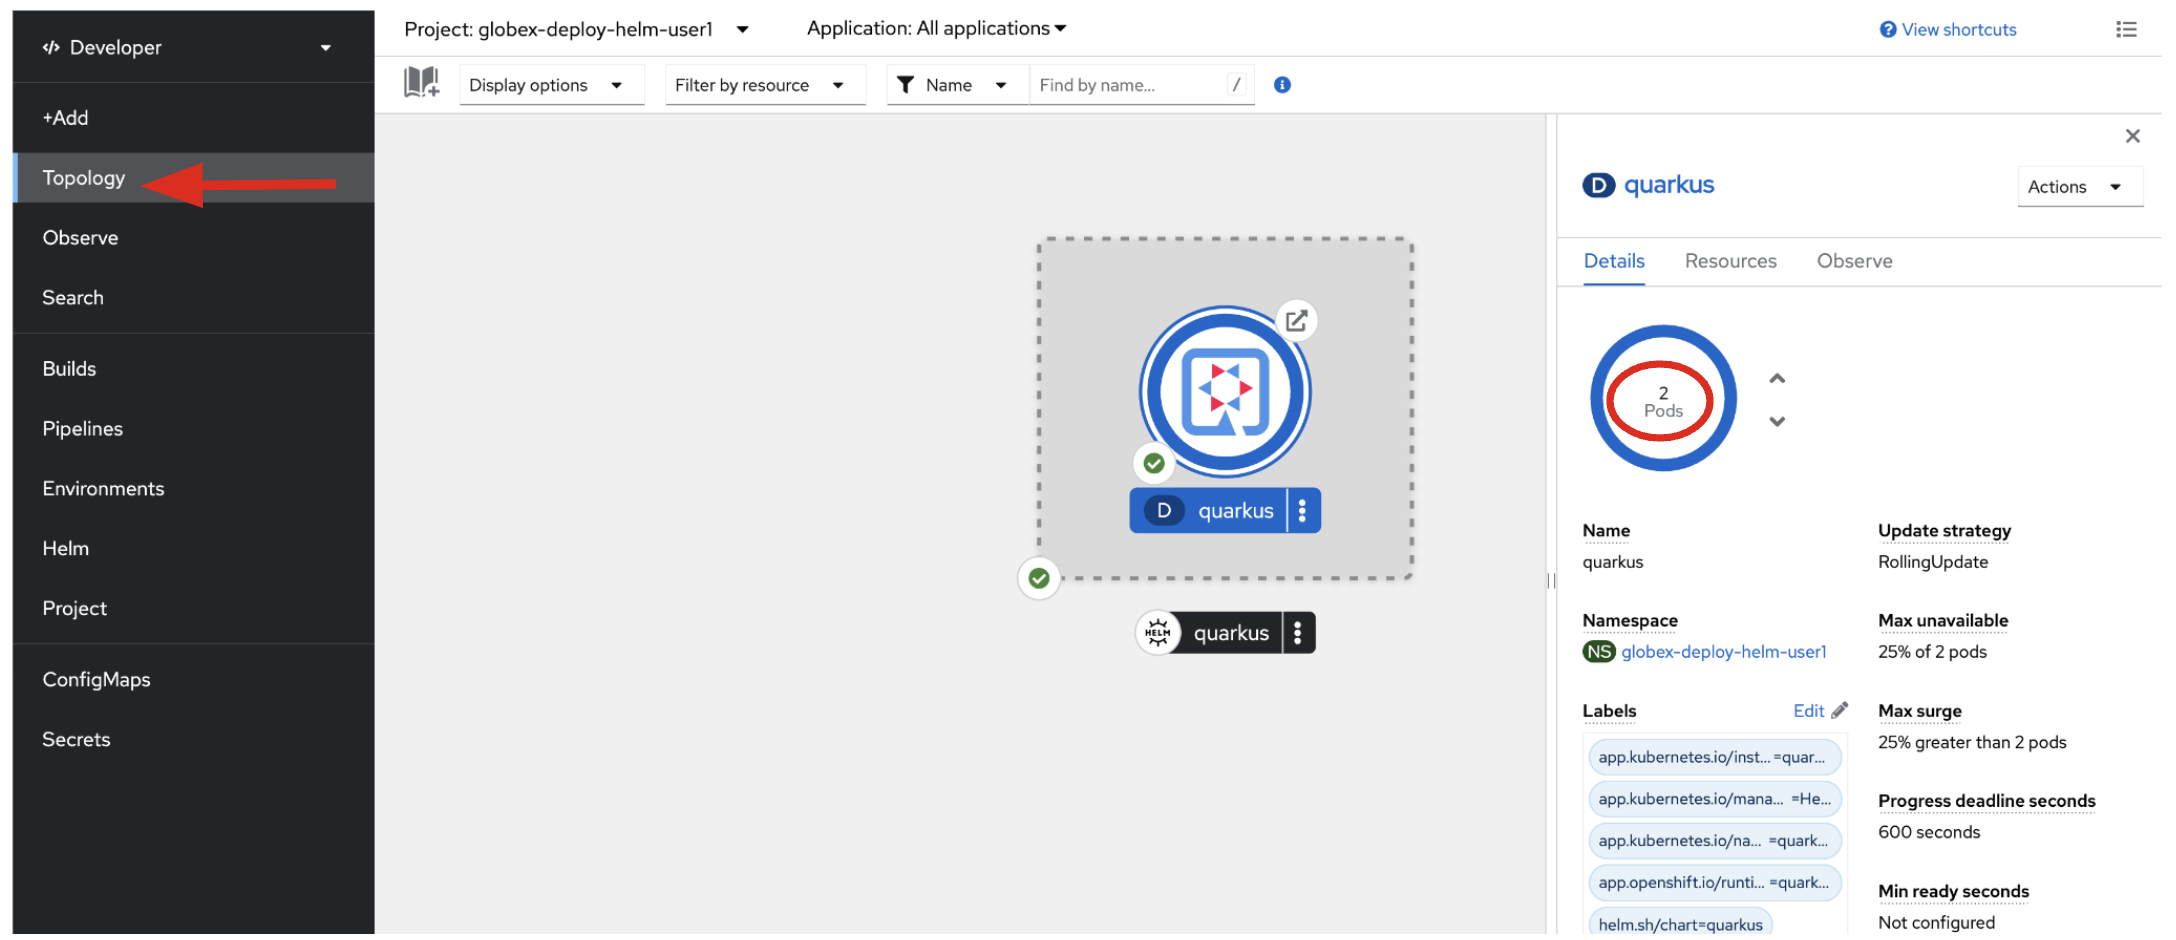 Developer
Project: globex-deploy-helm-user1
Application: All applications
View shortcuts
+Add
Topology
Observe
Search
Builds
Pipelines
Environments
Helm
Project
ConfigMaps
Secrets
Display options
Filter by resource
Name
Find by name...
/
D quarkus
HELM quarkus
D quarkus
Actions
Details
Resources
Observe
2
Pods
Name
quarkus
Namespace
NS globex-deploy-helm-user1
Labels
Edit
app.kubernetes.io/inst... =quar...
app.kubernetes.io/mana... =He...
app.kubernetes.io/na... =quark...
app.openshift.io/runti... =quark...
helm.sh/chart=quarkus
Update strategy
RollingUpdate
Max unavailable
25% of 2 pods
Max surge
25% greater than 2 pods
Progress deadline seconds
600 seconds
Min ready seconds
Not configured